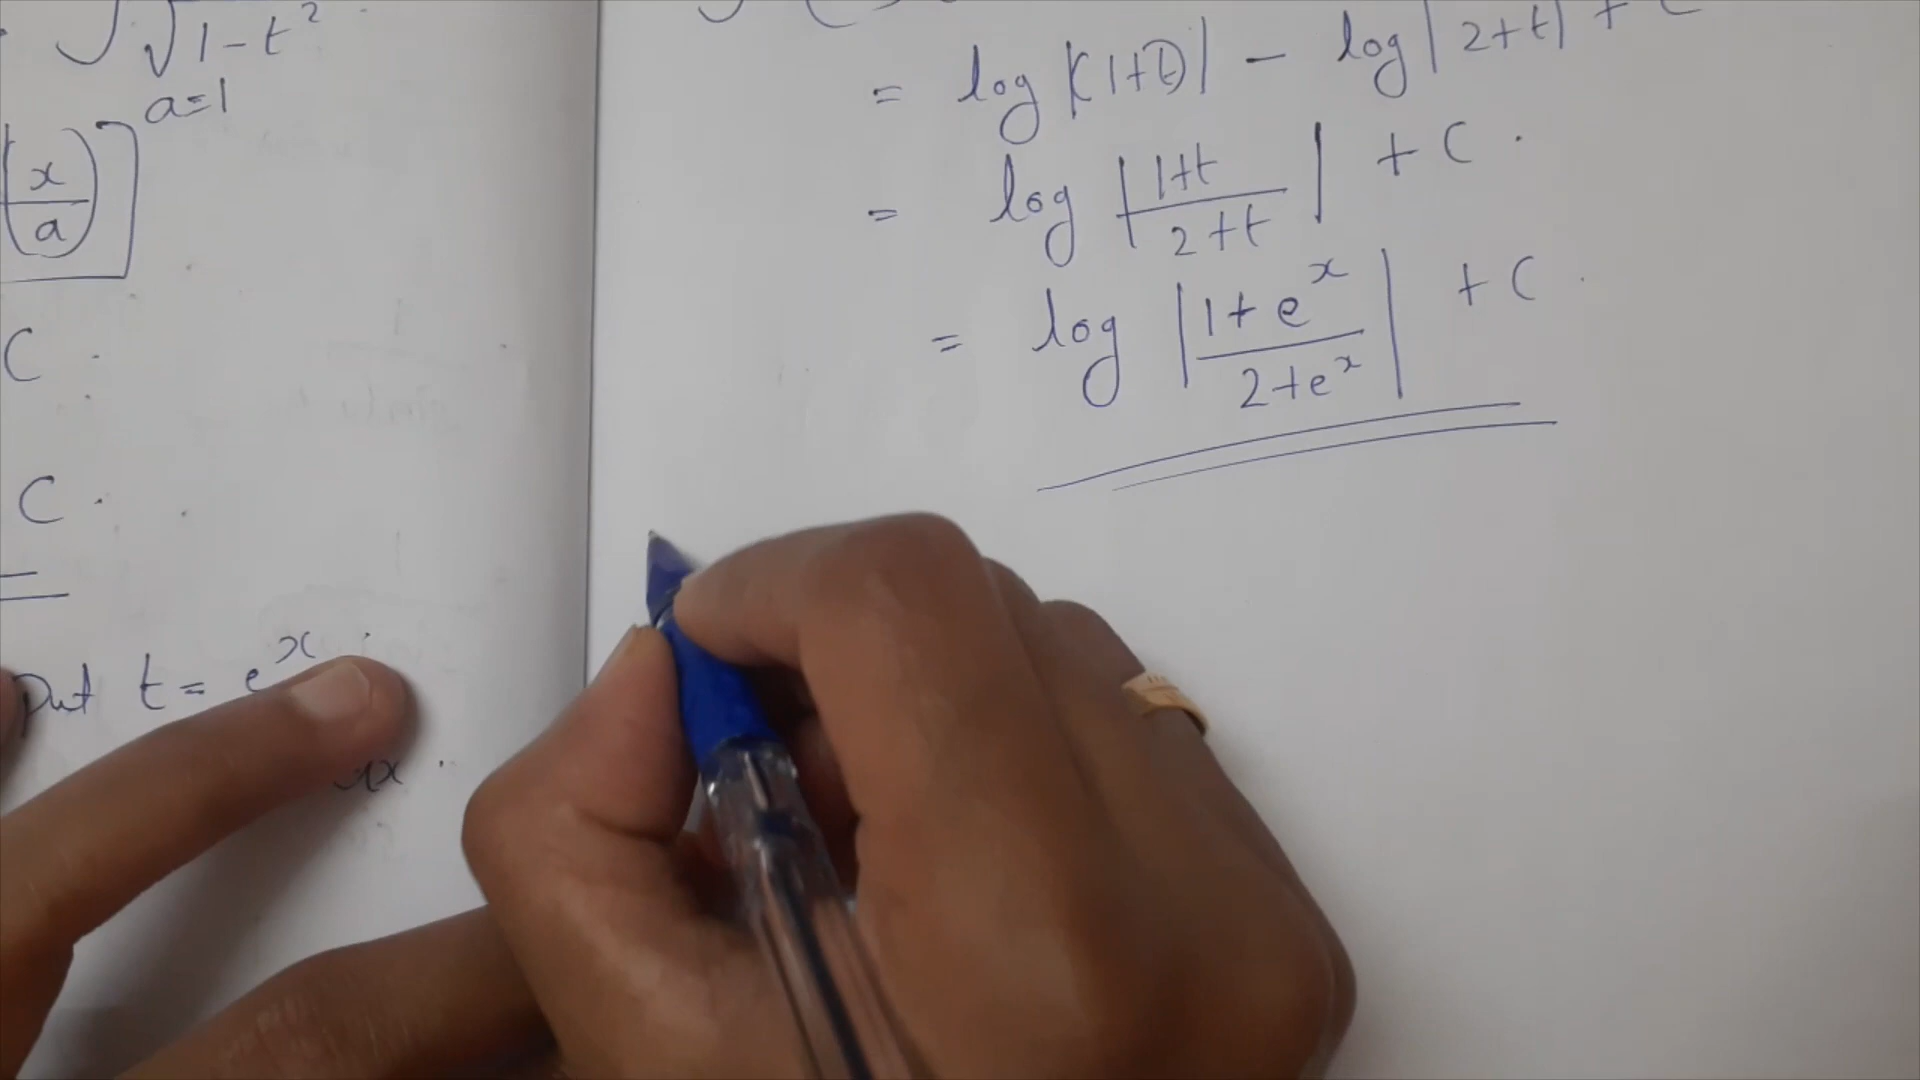 ∫ √1-t²
a=1
(x/a)
C .
C .
put t = e^x
= log |(1+t)| - log |2+t| + C
= log |1+t/2+t| + C .
= log |1+e^x/2+e^x| + C .